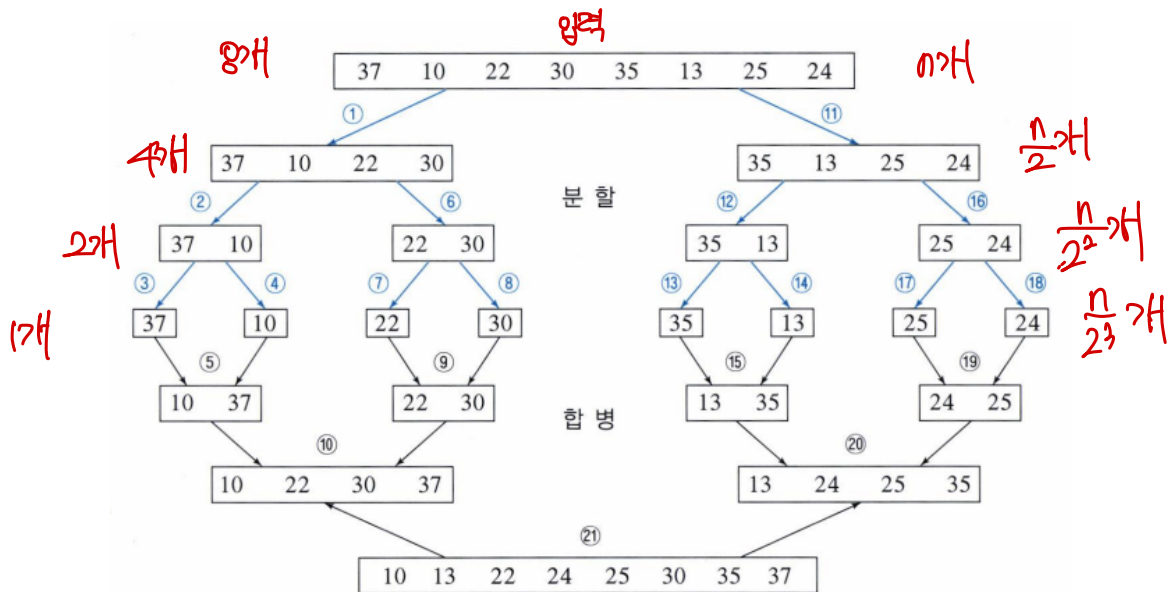 입력
8개
37 10 22 30 35 13 25 24
n개
① ⑪
4개
37 10 22 30
35 13 25 24
n/2개
② ⑥
분 할
⑫ ⑯
2개
37 10
22 30
35 13
25 24
n/2²개
③ ④ ⑦ ⑧ ⑬ ⑭ ⑰ ⑱
1개
37 10 22 30 35 13 25 24
n/2³개
⑤ ⑨ ⑮ ⑲
10 37
22 30
13 35
24 25
합 병
⑩ ⑳
10 22 30 37
13 24 25 35
㉑
10 13 22 24 25 30 35 37